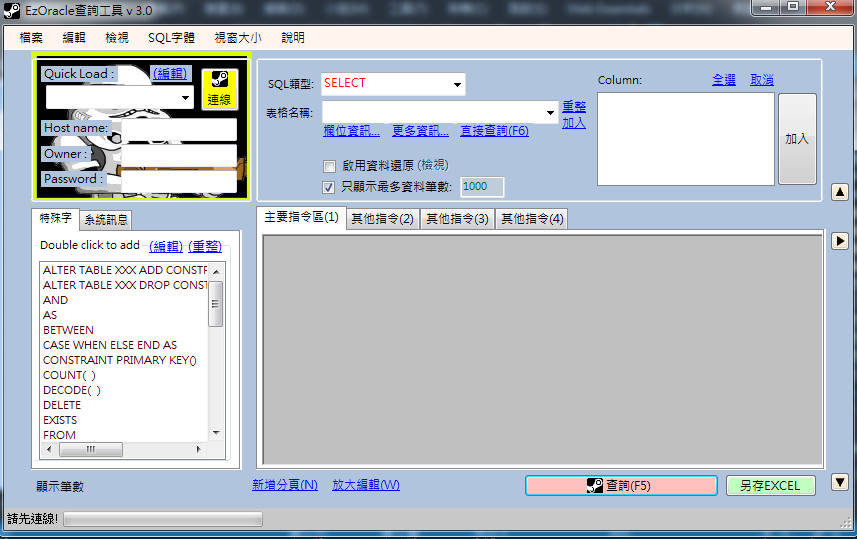 EzOracle查詢工具 v 3.0
檔案 編輯 檢視 SQL字體 視窗大小 說明
Quick Load : (編輯)
連線
Host name:
Owner :
Password :
SQL類型: SELECT
表格名稱: 重整
加入
欄位資訊... 更多資訊... 直接查詢(F6)
啟用資料還原 (檢視)
只顯示最多資料筆數: 1000
Column: 全選 取消
加入
特殊字 系統訊息
Double click to add (編輯) (重整)
ALTER TABLE XXX ADD CONSTR
ALTER TABLE XXX DROP CONST
AND
AS
BETWEEN
CASE WHEN ELSE END AS
CONSTRAINT PRIMARY KEY()
COUNT( )
DECODE( )
DELETE
EXISTS
FROM
主要指令區(1) 其他指令(2) 其他指令(3) 其他指令(4)
顯示筆數
新增分頁(N) 放大編輯(W)
查詢(F5) 另存EXCEL
請先連線!